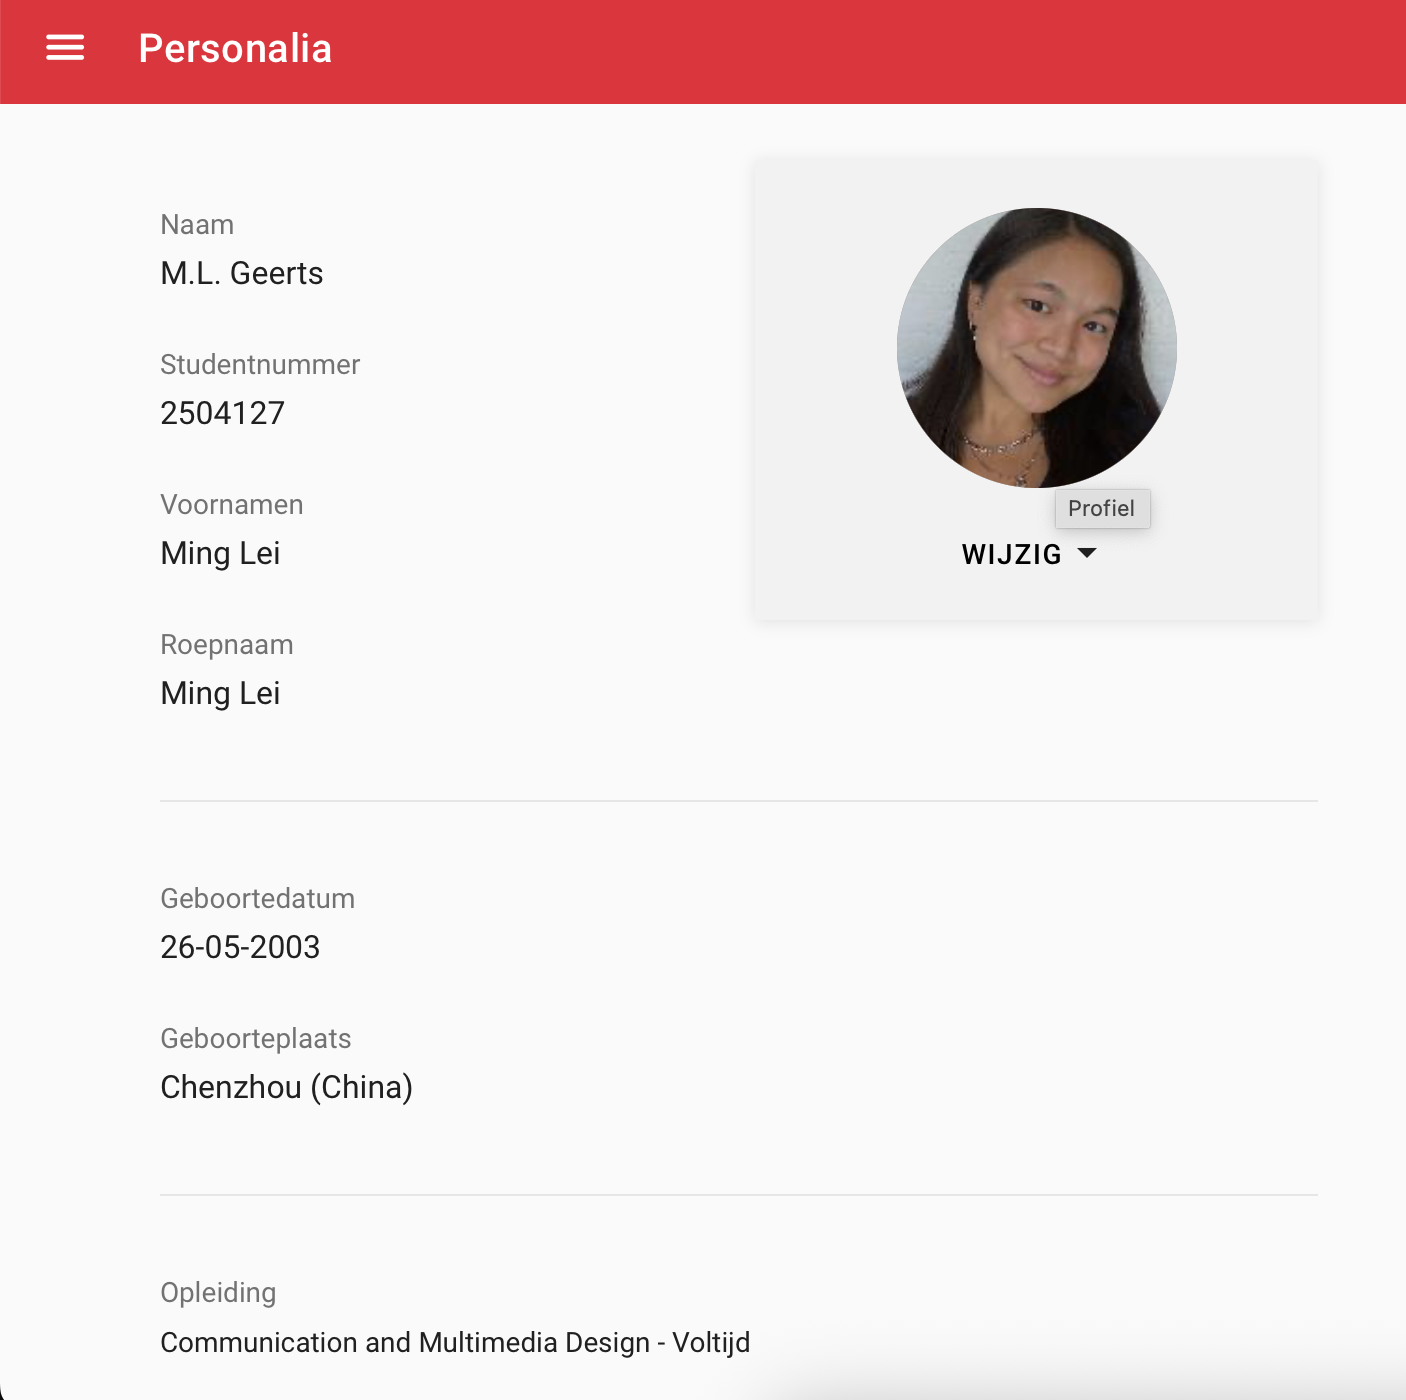 Personalia
Naam
M.L. Geerts
Studentnummer
2504127
Voornamen
Ming Lei
Roepnaam
Ming Lei
Profiel
WIJZIG
Geboortedatum
26-05-2003
Geboorteplaats
Chenzhou (China)
Opleiding
Communication and Multimedia Design - Voltijd